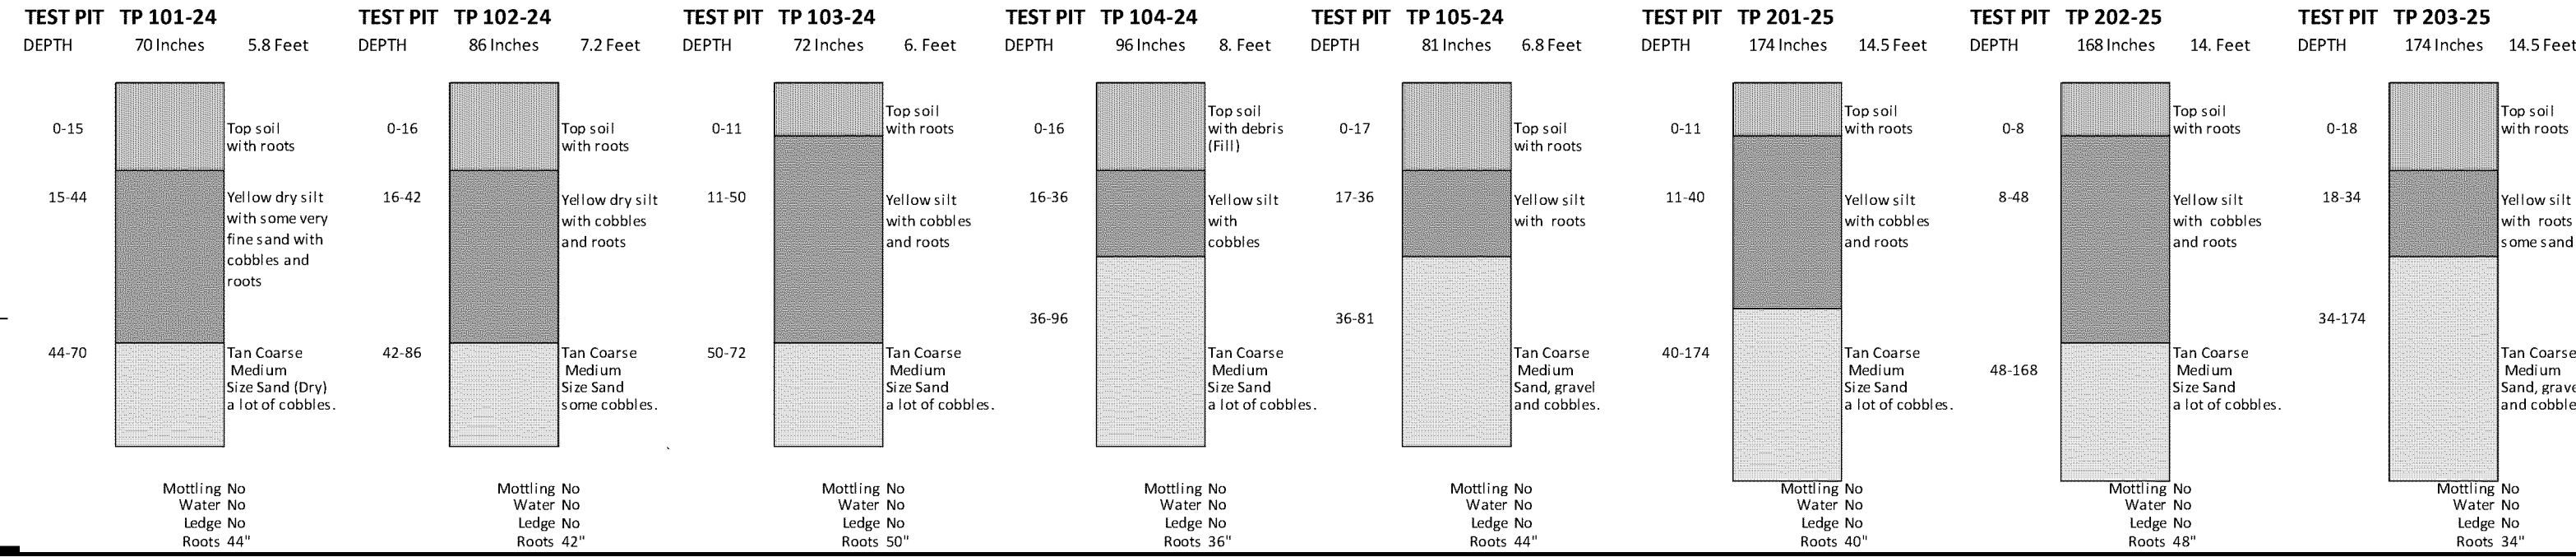 TEST PIT TP 101-24
DEPTH 70 Inches 5.8 Feet
0-15 Top soil
with roots
15-44 Yellow dry silt
with some very
fine sand with
cobbles and
roots
44-70 Tan Coarse
Medium
Size Sand (Dry)
a lot of cobbles.
Mottling No
Water No
Ledge No
Roots 44"
TEST PIT TP 102-24
DEPTH 86 Inches 7.2 Feet
0-16 Top soil
with roots
16-42 Yellow dry silt
with cobbles
and roots
42-86 Tan Coarse
Medium
Size Sand
some cobbles.
Mottling No
Water No
Ledge No
Roots 42"
TEST PIT TP 103-24
DEPTH 72 Inches 6. Feet
Top soil
0-11 with roots
11-50 Yellow silt
with cobbles
and roots
50-72 Tan Coarse
Medium
Size Sand
a lot of cobbles.
Mottling No
Water No
Ledge No
Roots 50"
TEST PIT TP 104-24
DEPTH 96 Inches 8. Feet
Top soil
0-16 with debris
(Fill)
16-36 Yellow silt
with
cobbles
36-96
Tan Coarse
Medium
Size Sand
a lot of cobbles.
Mottling No
Water No
Ledge No
Roots 36"
TEST PIT TP 105-24
DEPTH 81 Inches 6.8 Feet
0-17 Top soil
with roots
17-36 Yellow silt
with roots
36-81
Tan Coarse
Medium
Sand, gravel
and cobbles.
Mottling No
Water No
Ledge No
Roots 44"
TEST PIT TP 201-25
DEPTH 174 Inches 14.5 Feet
Top soil
0-11 with roots
11-40 Yellow silt
with cobbles
and roots
40-174 Tan Coarse
Medium
Size Sand
a lot of cobbles.
Mottling No
Water No
Ledge No
Roots 40"
TEST PIT TP 202-25
DEPTH 168 Inches 14. Feet
Top soil
0-8 with roots
8-48 Yellow silt
with cobbles
and roots
Tan Coarse
48-168 Medium
Size Sand
a lot of cobbles.
Mottling No
Water No
Ledge No
Roots 48"
TEST PIT TP 203-25
DEPTH 174 Inches 14.5 Feet
Top soil
0-18 with roots
18-34 Yellow silt
with roots
some sand
34-174
Tan Coarse
Medium
Sand, grave
and cobble
Mottling No
Water No
Ledge No
Roots 34"